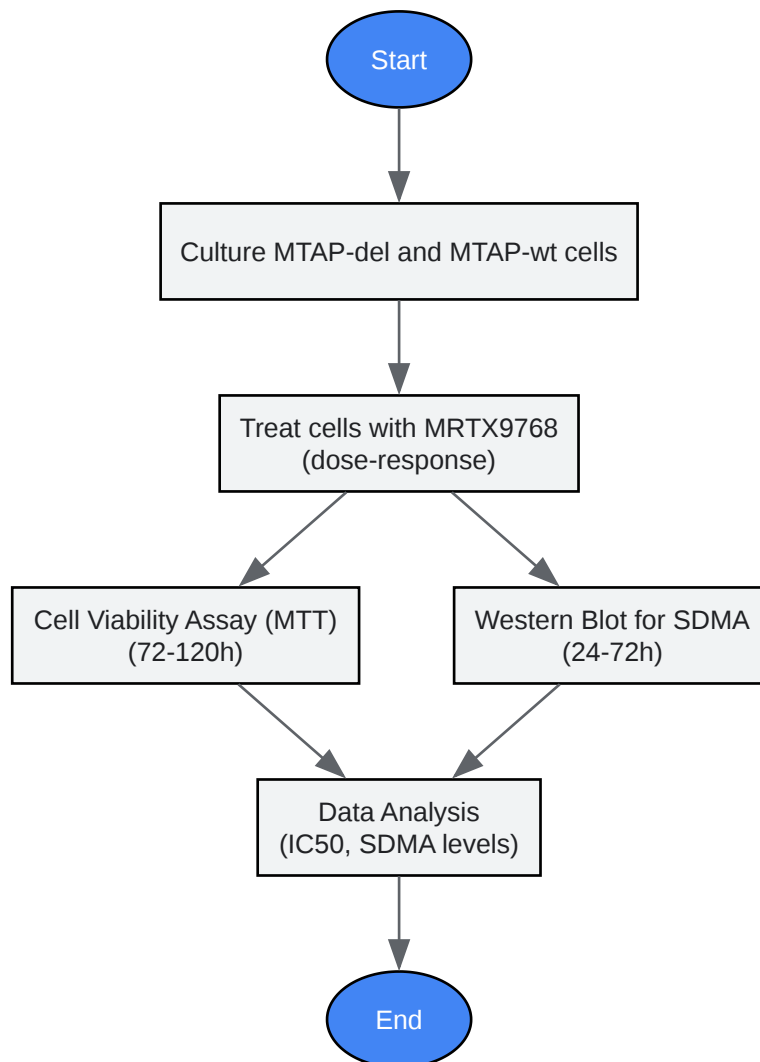 Start
Culture MTAP-del and MTAP-wt cells
Treat cells with MRTX9768
(dose-response)
Cell Viability Assay (MTT)
(72-120h)
Western Blot for SDMA
(24-72h)
Data Analysis
(IC50, SDMA levels)
End